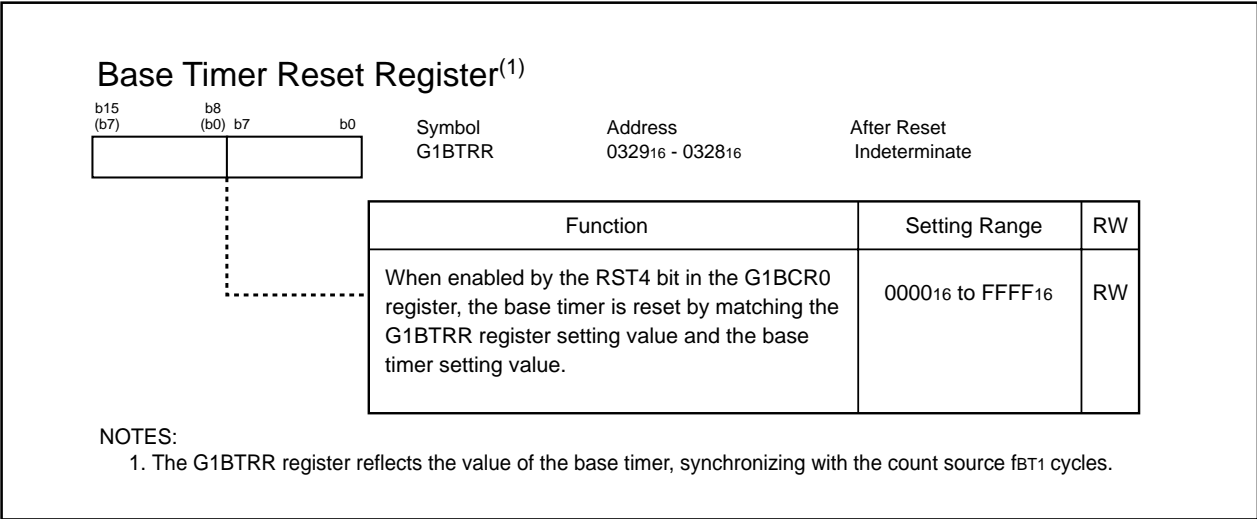 Base Timer Reset Register(1)
b15 b8
(b7) (b0) b7 b0
Symbol Address After Reset
G1BTRR 032916 - 032816 Indeterminate
Function Setting Range RW
When enabled by the RST4 bit in the G1BCR0
register, the base timer is reset by matching the
G1BTRR register setting value and the base
timer setting value.
000016 to FFFF16 RW
NOTES:
1. The G1BTRR register reflects the value of the base timer, synchronizing with the count source fBT1 cycles.